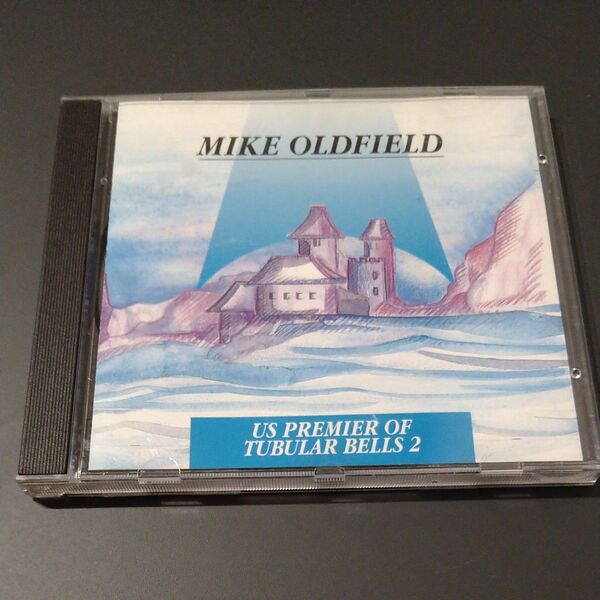 MIKE OLDFIELD
US PREMIER OF
TUBULAR BELLS 2